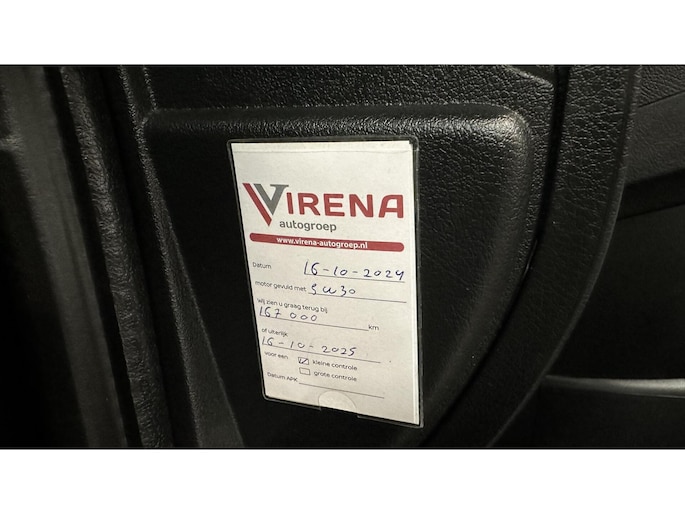 VIRENA
autogroep
www.virena-autogroep.nl
Datum 16-10-2024
motor gevuld met 5W30
Wij zien u graag terug bij
167 000 km
of uiterlijk
16-10-2025
voor een kleine controle
grote controle
Datum APK